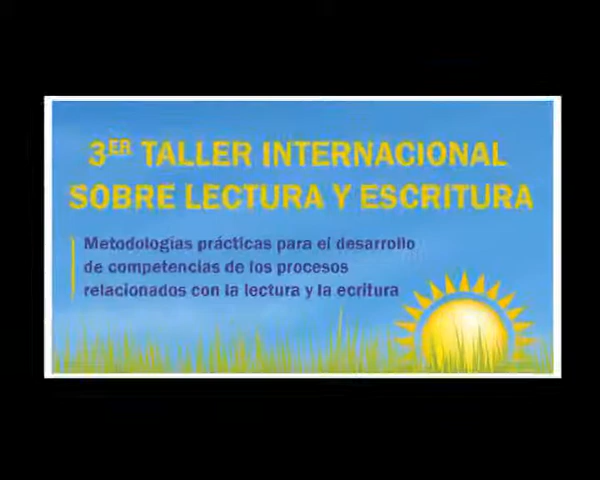 3ER TALLER INTERNACIONAL
SOBRE LECTURA Y ESCRITURA
Metodologías prácticas para el desarrollo
de competencias de los procesos
relacionados con la lectura y la ecritura